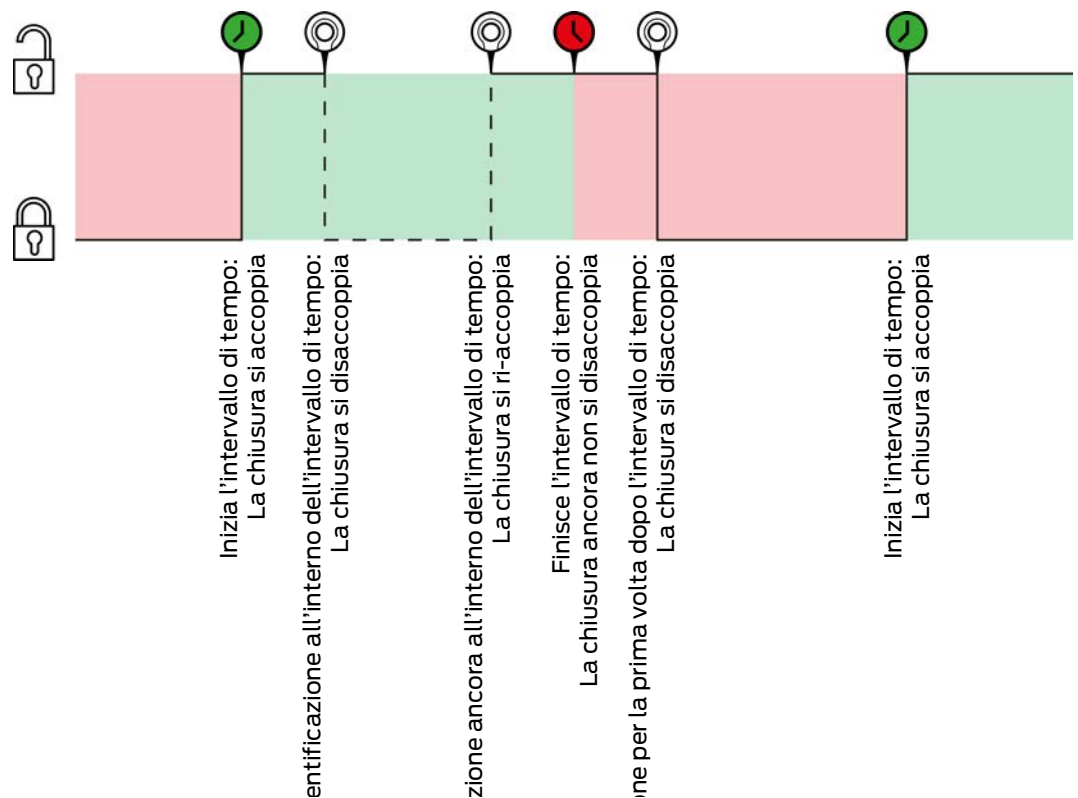 Inizia l'intervallo di tempo:
La chiusura si accoppia
entificazione all'interno dell'intervallo di tempo:
La chiusura si disaccoppia
zione ancora all'interno dell'intervallo di tempo:
La chiusura si ri-accoppia
Finisce l'intervallo di tempo:
La chiusura ancora non si disaccoppia
one per la prima volta dopo l'intervallo di tempo:
La chiusura si disaccoppia
Inizia l'intervallo di tempo:
La chiusura si accoppia